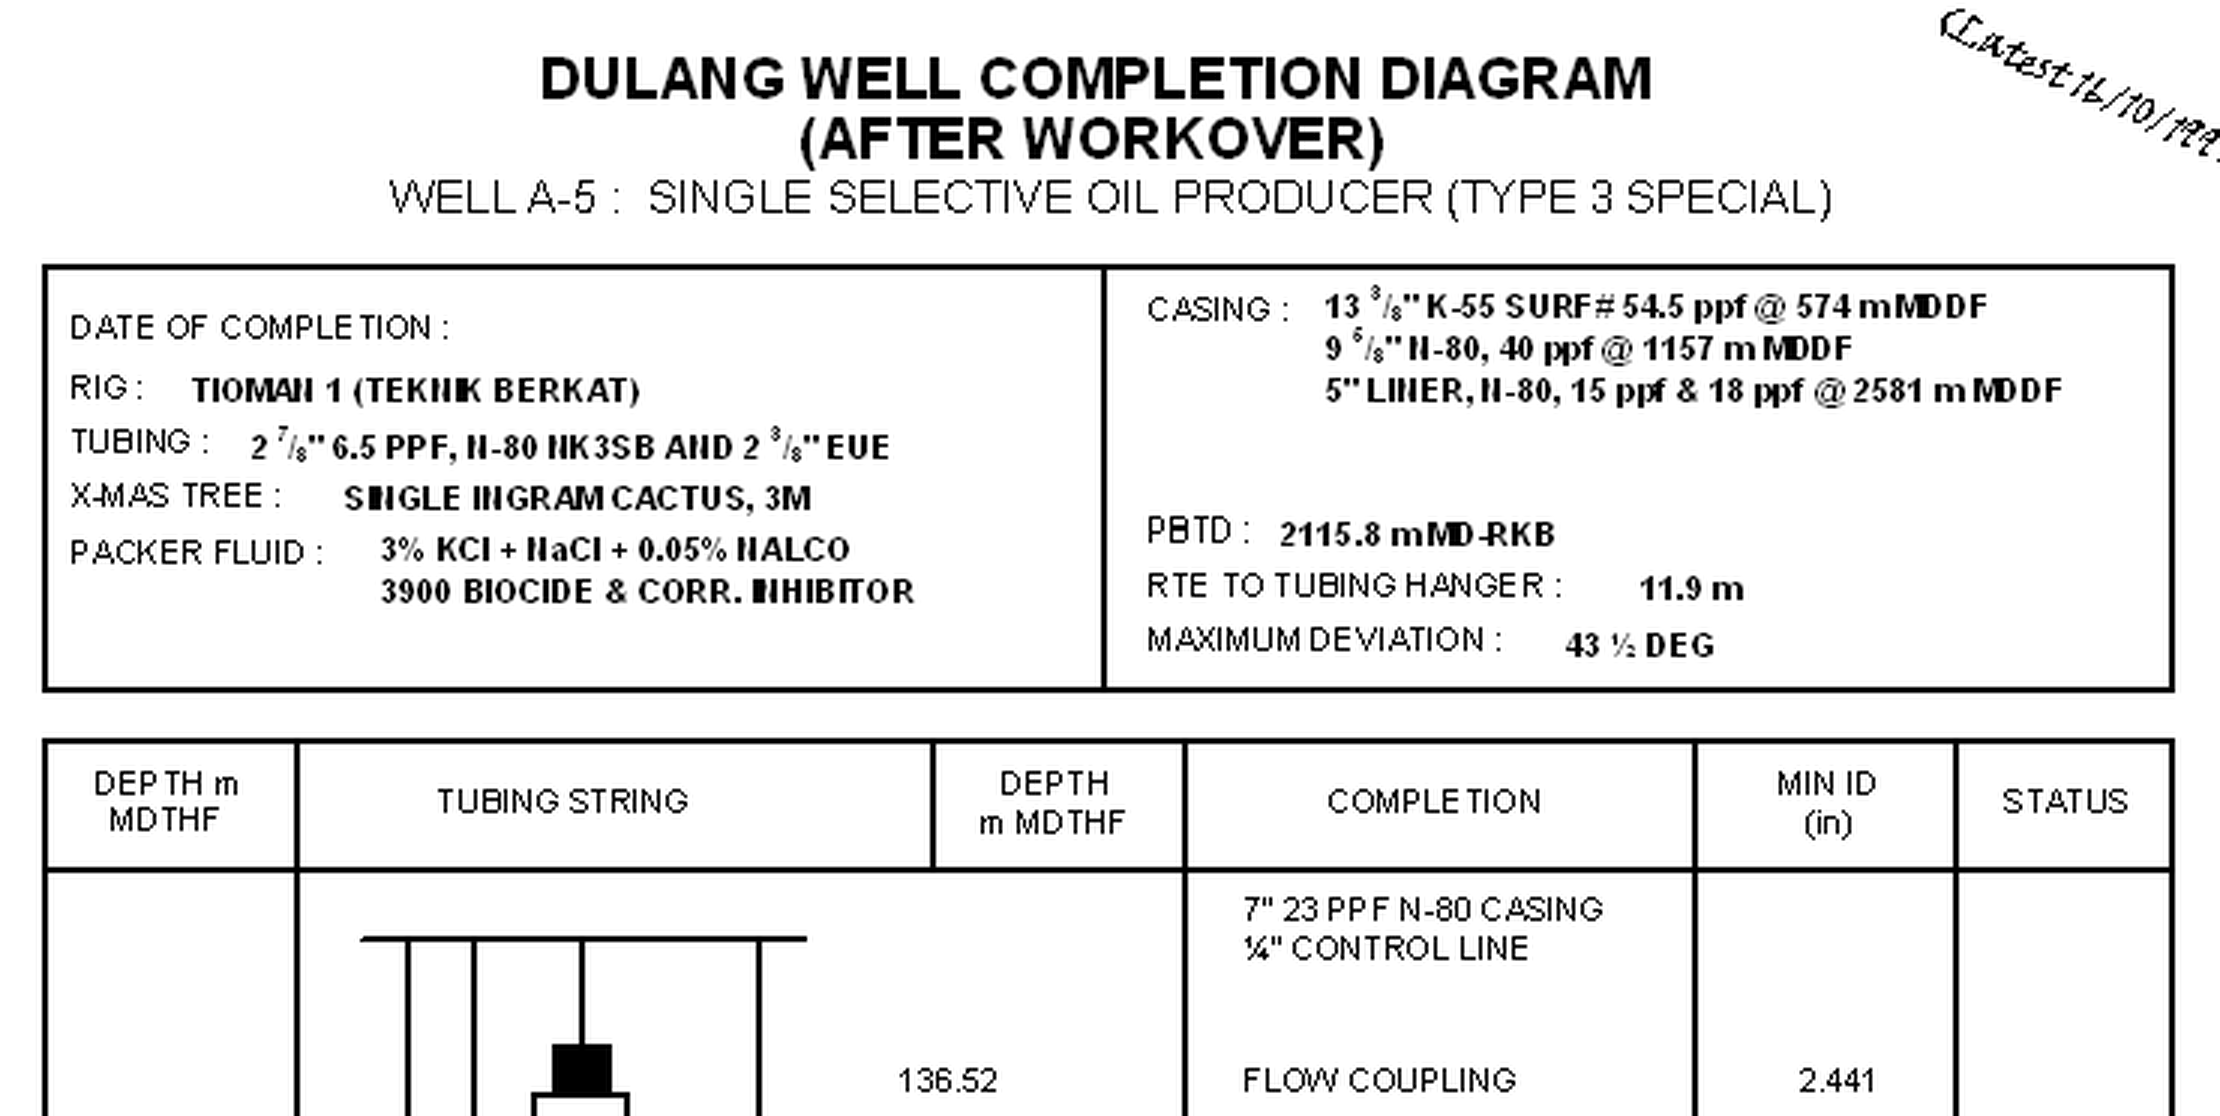 (Latest 16/10/199
DULANG WELL COMPLETION DIAGRAM
(AFTER WORKOVER)
WELL A-5 : SINGLE SELECTIVE OIL PRODUCER (TYPE 3 SPECIAL)
DATE OF COMPLETION :
RIG : TIOMAN 1 (TEKNIK BERKAT)
TUBING : 2 7/8" 6.5 PPF, N-80 NK3SB AND 2 3/8" EUE
X-MAS TREE : SINGLE INGRAM CACTUS, 3M
PACKER FLUID : 3% KCl + NaCl + 0.05% NALCO
3900 BIOCIDE & CORR. INHIBITOR
CASING : 13 3/8" K-55 SURF# 54.5 ppf @ 574 mMDDF
9 5/8" N-80, 40 ppf @ 1157 m MDDF
5" LINER, N-80, 15 ppf & 18 ppf @ 2581 m MDDF
PBTD : 2115.8 mMD-RKB
RTE TO TUBING HANGER : 11.9 m
MAXIMUM DEVIATION : 43 ½ DEG
DEPTH m
MDTHF
TUBING STRING
DEPTH
m MDTHF
COMPLETION
MIN ID
(in)
STATUS
7" 23 PPF N-80 CASING
¼" CONTROL LINE
136.52 FLOW COUPLING 2.441